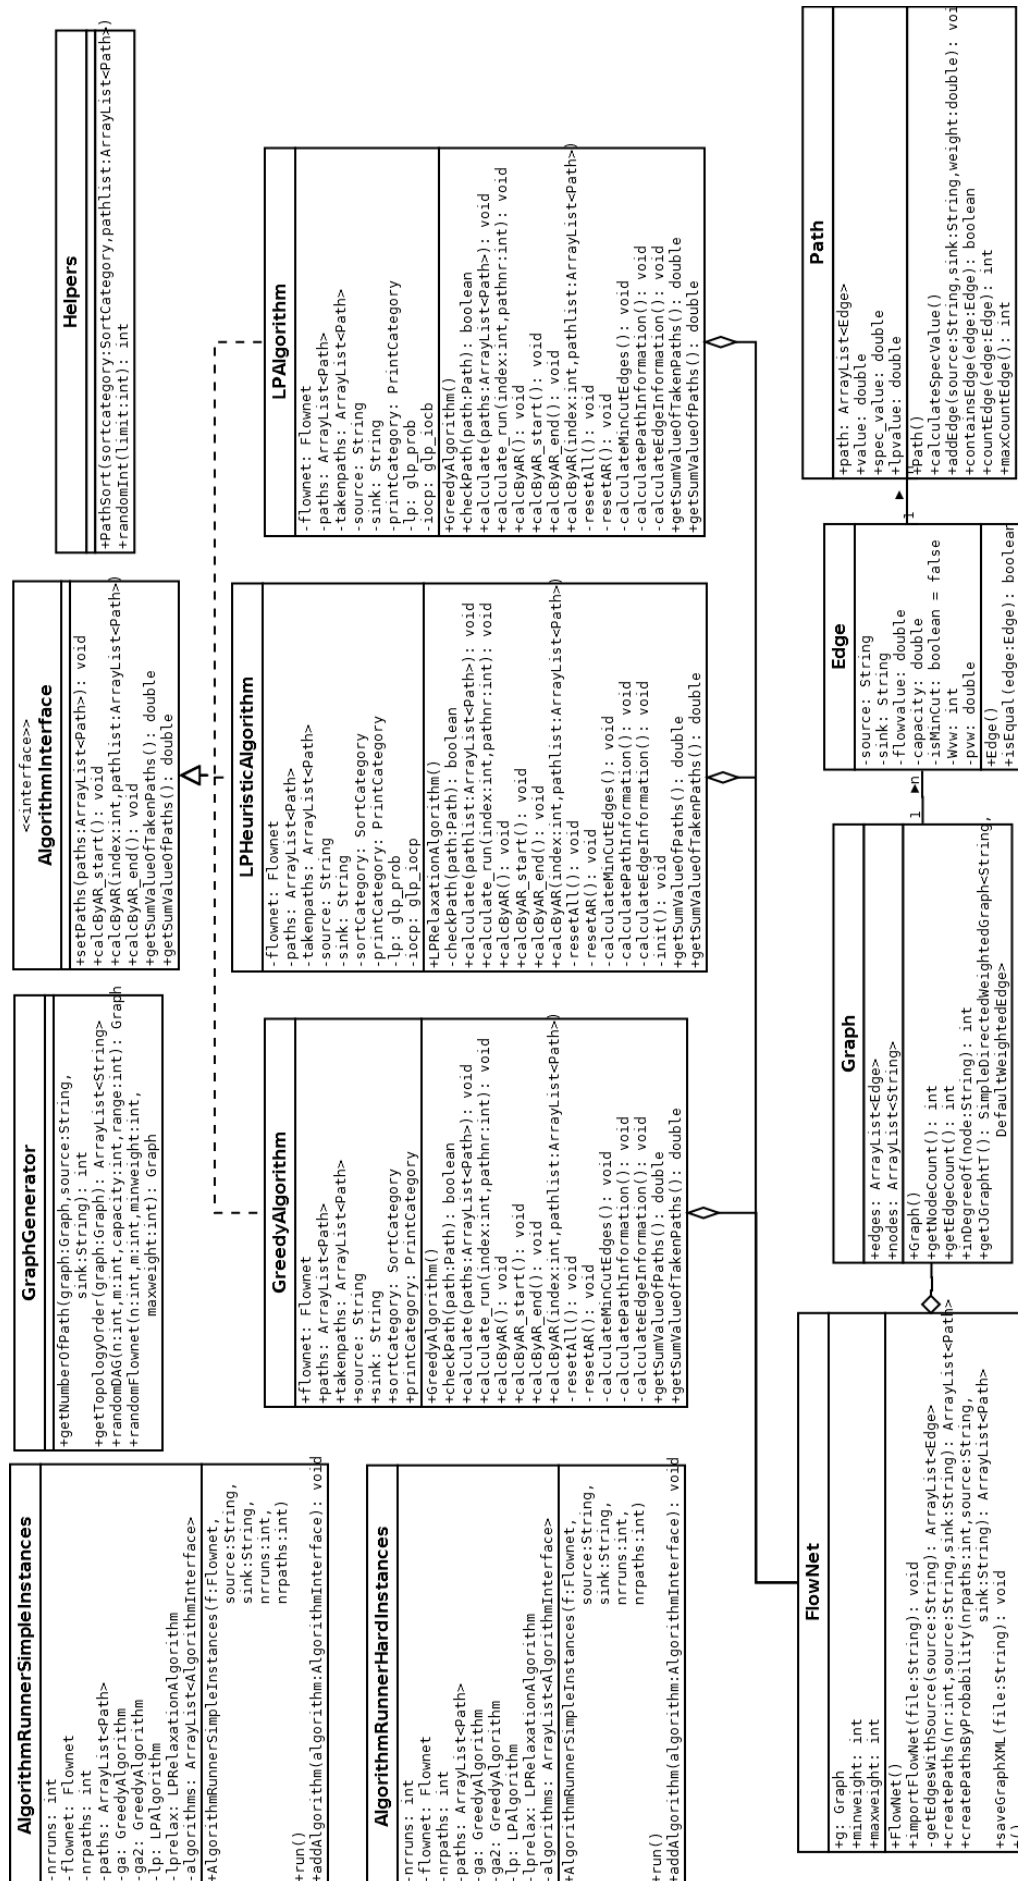 AlgorithmRunnerSimpleInstances
-nrruns: int
-flownet: Flownet
-nrpaths: int
-paths: ArrayList<Path>
-ga: GreedyAlgorithm
-ga2: GreedyAlgorithm
-lp: LPAlgorithm
-lprelax: LPRelaxationAlgorithm
-algorithms: ArrayList<AlgorithmInterface>
+AlgorithmRunnerSimpleInstances(f:Flownet,
source:String,
sink:String,
nrruns:int,
nrpaths:int)
+run()
+addAlgorithm(algorithm:AlgorithmInterface): void
GraphGenerator
+getNumberOfPath(graph:Graph,source:String,
sink:String): int
+getTopologyOrder(graph:Graph): ArrayList<String>
+randomDAG(n:int,m:int,capacity:int,range:int): Graph
+randomFlownet(n:int,m:int,minweight:int,
maxweight:int): Graph
<<interface>>
AlgorithmInterface
+setPaths(paths:ArrayList<Path>): void
+calcByAR_start(): void
+calcByAR(index:int,pathlist:ArrayList<Path>)
+calcByAR_end(): void
+getSumValueOfTakenPaths(): double
+getSumValueOfPaths(): double
Helpers
+PathSort(sortcategory:SortCategory,pathlist:ArrayList<Path>)
+randomInt(limit:int): int
AlgorithmRunnerHardInstances
-nrruns: int
-flownet: Flownet
-nrpaths: int
-paths: ArrayList<Path>
-ga: GreedyAlgorithm
-ga2: GreedyAlgorithm
-lp: LPAlgorithm
-lprelax: LPRelaxationAlgorithm
-algorithms: ArrayList<AlgorithmInterface>
+AlgorithmRunnerSimpleInstances(f:Flownet,
source:String,
sink:String,
nrruns:int,
nrpaths:int)
+run()
+addAlgorithm(algorithm:AlgorithmInterface): void
GreedyAlgorithm
+flownet: Flownet
+paths: ArrayList<Path>
+takenpaths: ArrayList<Path>
+source: String
+sink: String
+sortCategory: SortCategory
+printCategory: PrintCategory
+GreedyAlgorithm()
+checkPath(path:Path): boolean
+calculate(paths:ArrayList<Path>): void
+calculate_run(index:int,pathnr:int): void
+calcByAR(): void
+calcByAR_start(): void
+calcByAR_end(): void
+calcByAR(index:int,pathlist:ArrayList<Path>)
-resetAll(): void
-resetAR(): void
-calculateMinCutEdges(): void
-calculatePathInformation(): void
-calculateEdgeInformation(): void
+getSumValueOfPaths(): double
+getSumValueOfTakenPaths(): double
LPHeuristicAlgorithm
-flownet: Flownet
-paths: ArrayList<Path>
-takenpaths: ArrayList<Path>
-source: String
-sink: String
-sortCategory: SortCategory
-printCategory: PrintCategory
-lp: glp_prob
-iocp: glp_iocp
+LPRelaxationAlgorithm()
-checkPath(path:Path): boolean
+calculate(pathlist:ArrayList<Path>): void
+calculate_run(index:int,pathnr:int): void
+calcByAR(): void
+calcByAR_start(): void
+calcByAR_end(): void
+calcByAR(index:int,pathlist:ArrayList<Path>)
-resetAll(): void
-resetAR(): void
-calculateMinCutEdges(): void
-calculatePathInformation(): void
-calculateEdgeInformation(): void
-init(): void
+getSumValueOfPaths(): double
+getSumValueOfTakenPaths(): double
LPAlgorithm
-flownet: Flownet
-paths: ArrayList<Path>
-takenpaths: ArrayList<Path>
-source: String
-sink: String
-printCategory: PrintCategory
-lp: glp_prob
-iocp: glp_iocb
+GreedyAlgorithm()
+checkPath(path:Path): boolean
+calculate(paths:ArrayList<Path>): void
+calculate_run(index:int,pathnr:int): void
+calcByAR(): void
+calcByAR_start(): void
+calcByAR_end(): void
+calcByAR(index:int,pathlist:ArrayList<Path>)
-resetAll(): void
-resetAR(): void
-calculateMinCutEdges(): void
-calculatePathInformation(): void
-calculateEdgeInformation(): void
+getSumValueOfTakenPaths(): double
+getSumValueOfPaths(): double
FlowNet
+g: Graph
+minweight: int
+maxweight: int
+FlowNet()
+importFlowNet(file:String): void
-getEdgesWithSource(source:String): ArrayList<Edge>
+createPaths(nr:int,source:String,sink:String): ArrayList<Path>
+createPathsByProbability(nrpaths:int,source:String,
sink:String): ArrayList<Path>
+saveGraphXML(file:String): void
+()
Graph
+edges: ArrayList<Edge>
+nodes: ArrayList<String>
+Graph()
+getNodeCount(): int
+getEdgeCount(): int
+inDegreeOf(node:String): int
+getJGraphtT(): SimpleDirectedWeightedGraph<String,
DefaultWeightedEdge>
1
n
Edge
-source: String
-sink: String
-flowvalue: double
-capacity: double
-isMinCut: boolean = false
-Wvw: int
-pvw: double
+Edge()
+isEqual(edge:Edge): boolean
1
Path
+path: ArrayList<Edge>
+value: double
+spec_value: double
+lpvalue: double
+Path()
+calculateSpecValue()
+addEdge(source:String,sink:String,weight:double): voi
+containsEdge(edge:Edge): boolean
+countEdge(edge:Edge): int
+maxCountEdge(): int